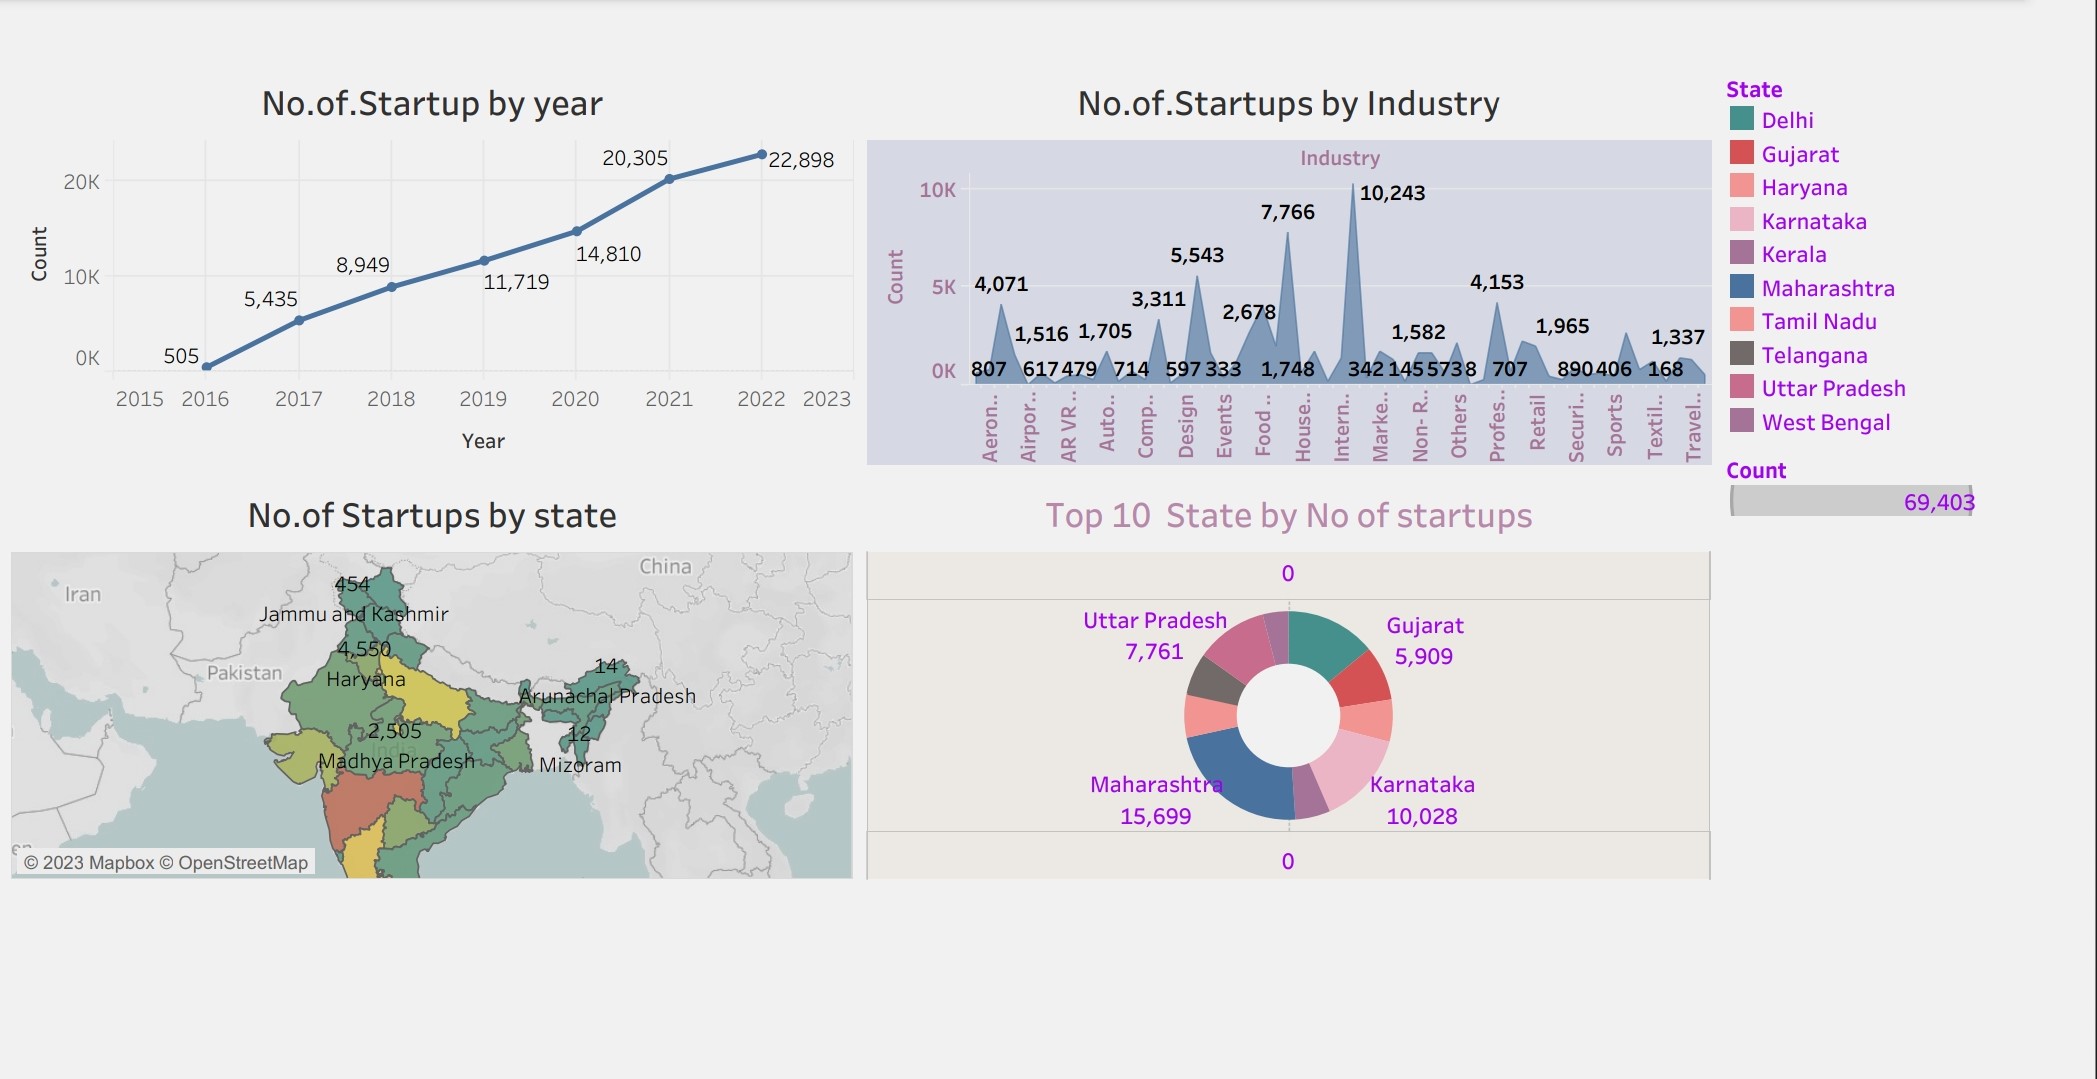 No.of.Startup by year
20K
10K
0K
Count
505
5,435
8,949
11,719
14,810
20,305
22,898
2015 2016 2017 2018 2019 2020 2021 2022 2023
Year
No.of.Startups by Industry
Industry
10K
5K
0K
Count
10,243
7,766
5,543
4,071
4,153
3,311
2,678
1,516 1,705
1,582
1,965
1,337
807 617 479 714 597 333 1,748 342 145 573 8 707 890 406 168
Aeron..
Airpor..
AR VR ..
Auto..
Comp..
Design
Events
Food ..
House..
Intern..
Marke..
Non- R..
Others
Profes..
Retail
Securi..
Sports
Textil..
Travel..
State
Delhi
Gujarat
Haryana
Karnataka
Kerala
Maharashtra
Tamil Nadu
Telangana
Uttar Pradesh
West Bengal
Count
69,403
No.of Startups by state
China
Iran
Pakistan
India
454
Jammu and Kashmir
4,550
Haryana
14
Arunachal Pradesh
2,505
Madhya Pradesh
12
Mizoram
© 2023 Mapbox © OpenStreetMap
Top 10 State by No of startups
0
Uttar Pradesh
7,761
Gujarat
5,909
Maharashtra
15,699
Karnataka
10,028
0